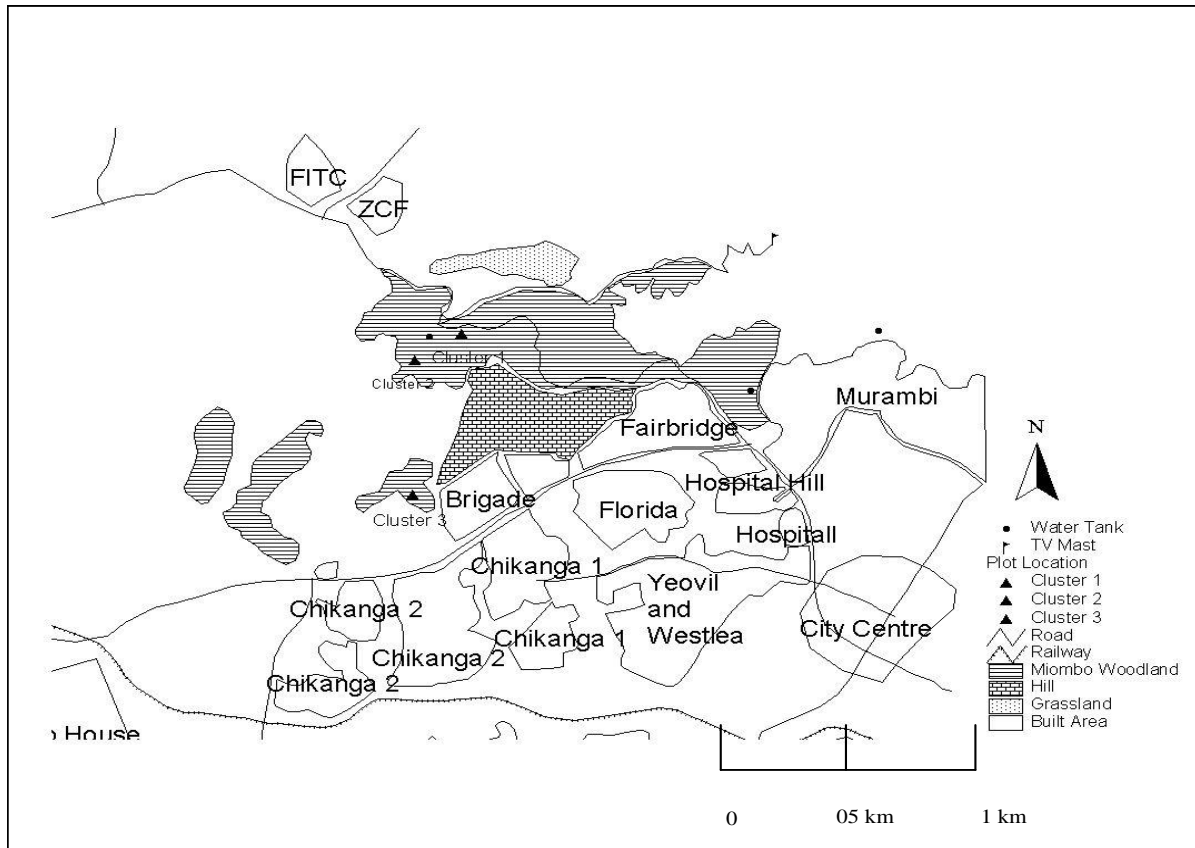 FITC
ZCF
Cluster 1
Cluster 2
Murambi
Fairbridge
N
Hospital Hill
Brigade
Florida
Cluster 3
Hospitall
Water Tank
TV Mast
Plot Location
Cluster 1
Cluster 2
Cluster 3
Road
Railway
Miombo Woodland
Hill
Grassland
Built Area
Chikanga 1
Yeovil
and
Westlea
Chikanga 2
Chikanga 1
City Centre
Chikanga 2
Chikanga 2
o House
0 05 km 1 km